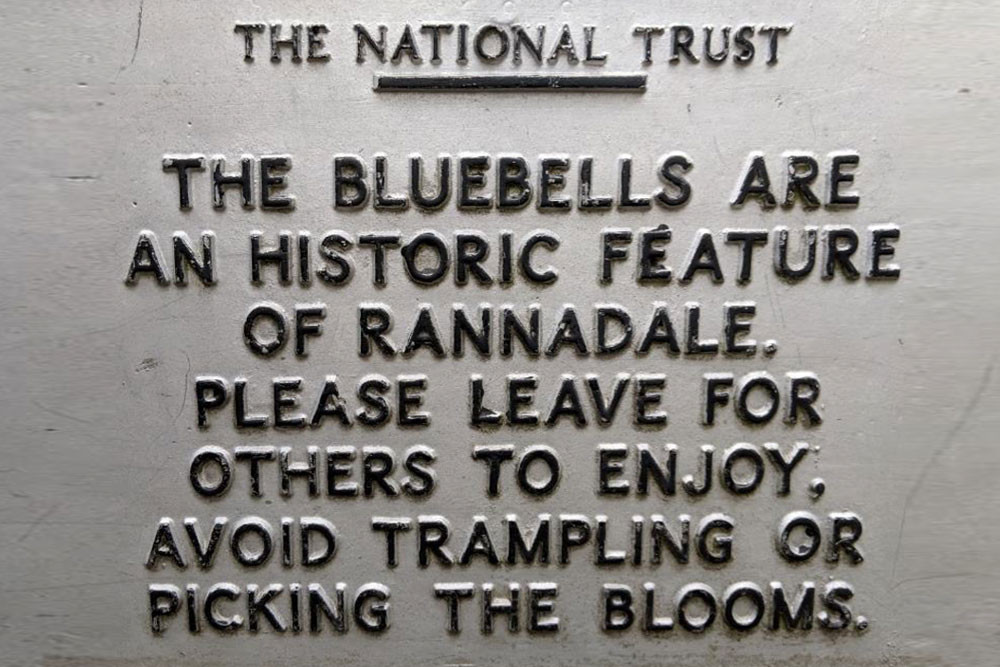 THE NATIONAL TRUST
THE BLUEBELLS ARE
AN HISTORIC FEATURE
OF RANNADALE.
PLEASE LEAVE FOR
OTHERS TO ENJOY,
AVOID TRAMPLING OR
PICKING THE BLOOMS.